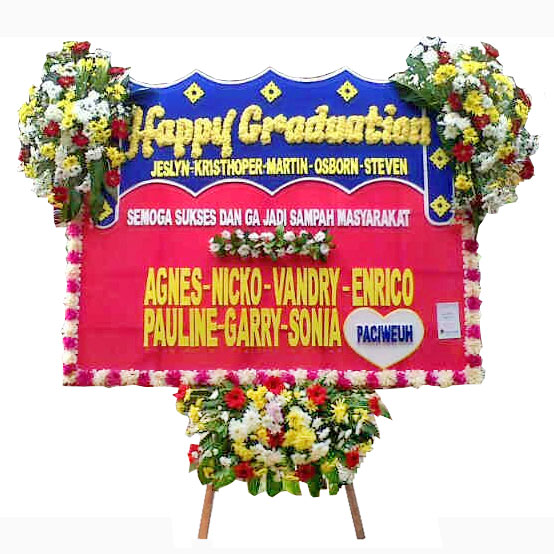 Happy Graduation
JESLYN-KRISTHOPER-MARTIN-OSBORN-STEVEN
SEMOGA SUKSES DAN GA JADI SAMPAH MASYARAKAT
AGNES-NICKO-VANDRY-ENRICO
PAULINE-GARRY-SONIA
PACIWEUH